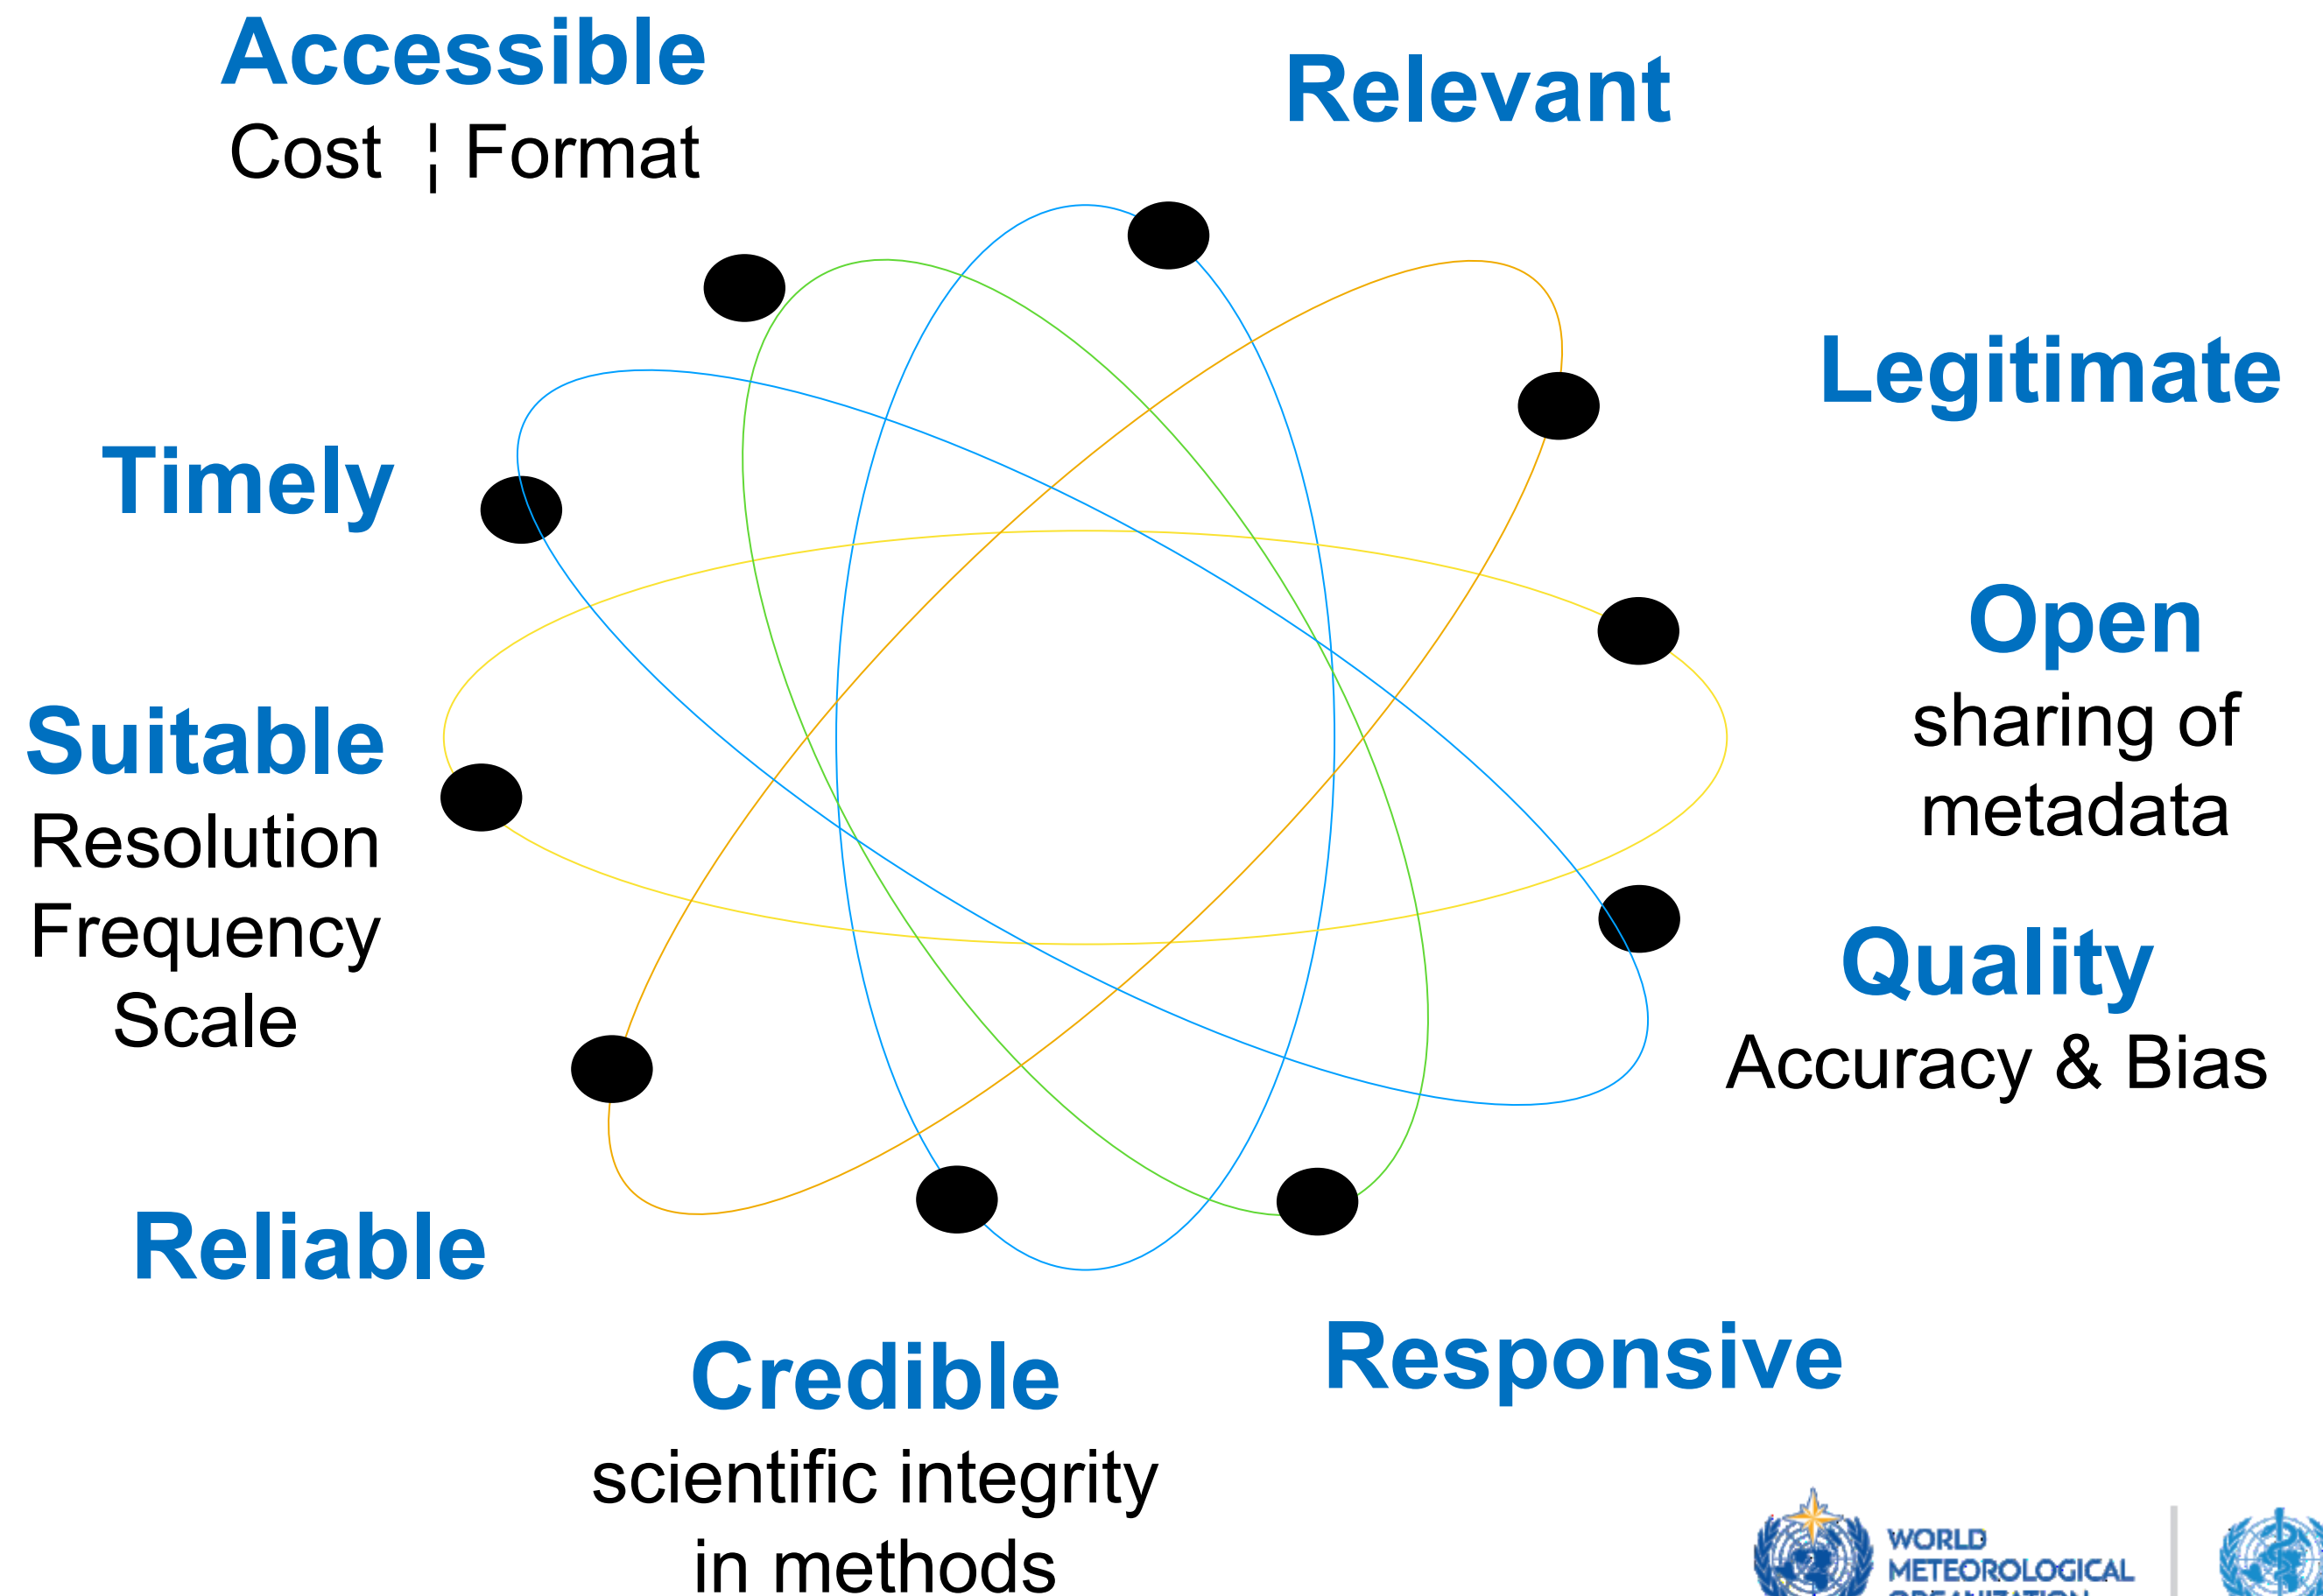 Accessible
Cost ¦ Format
Relevant
Legitimate
Timely
Open
sharing of
metadata
Suitable
Resolution
Frequency
Scale
Quality
Accuracy & Bias
Reliable
Responsive
Credible
scientific integrity
in methods
WORLD
METEOROLOGICAL
ORGANIZATION